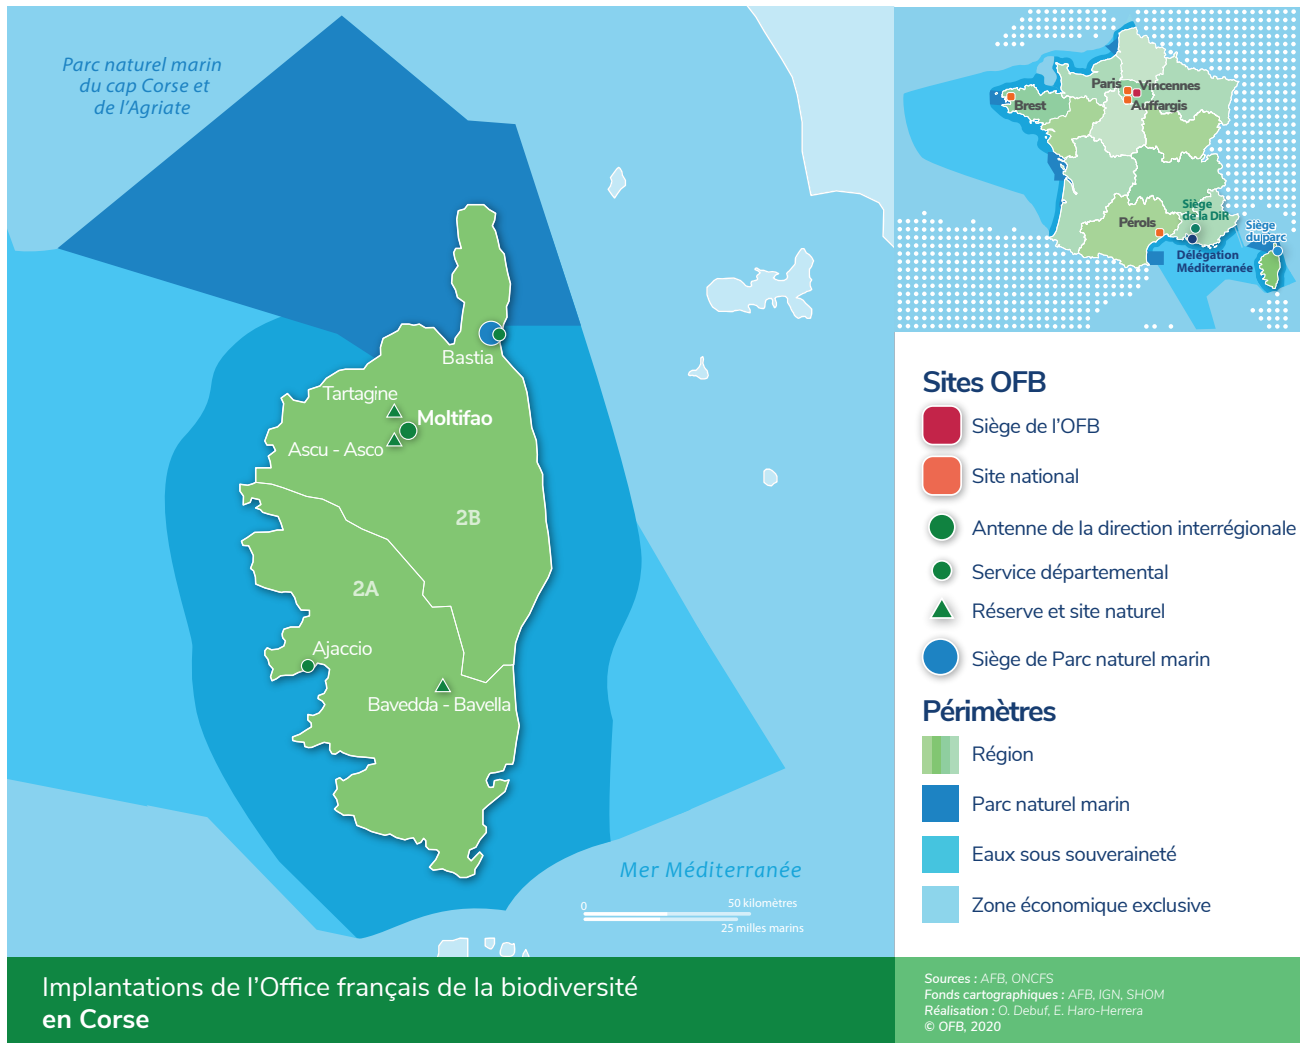 Parc naturel marin
du cap Corse et
de l'Agriate
Bastia
Tartagine
Moltifao
Ascu - Asco
2B
2A
Ajaccio
Bavedda - Bavella
Mer Méditerranée
0
50 kilomètres
25 milles marins
Paris
Vincennes
Auffargis
Brest
Siège
de la DiR
Pérols
Siège
du parc
Délégation
Méditerranée
Sites OFB
Siège de l'OFB
Site national
Antenne de la direction interrégionale
Service départemental
Réserve et site naturel
Siège de Parc naturel marin
Périmètres
Région
Parc naturel marin
Eaux sous souveraineté
Zone économique exclusive
Implantations de l'Office français de la biodiversité
en Corse
Sources : AFB, ONCFS
Fonds cartographiques : AFB, IGN, SHOM
Réalisation : O. Debuf, E. Haro-Herrera
© OFB, 2020